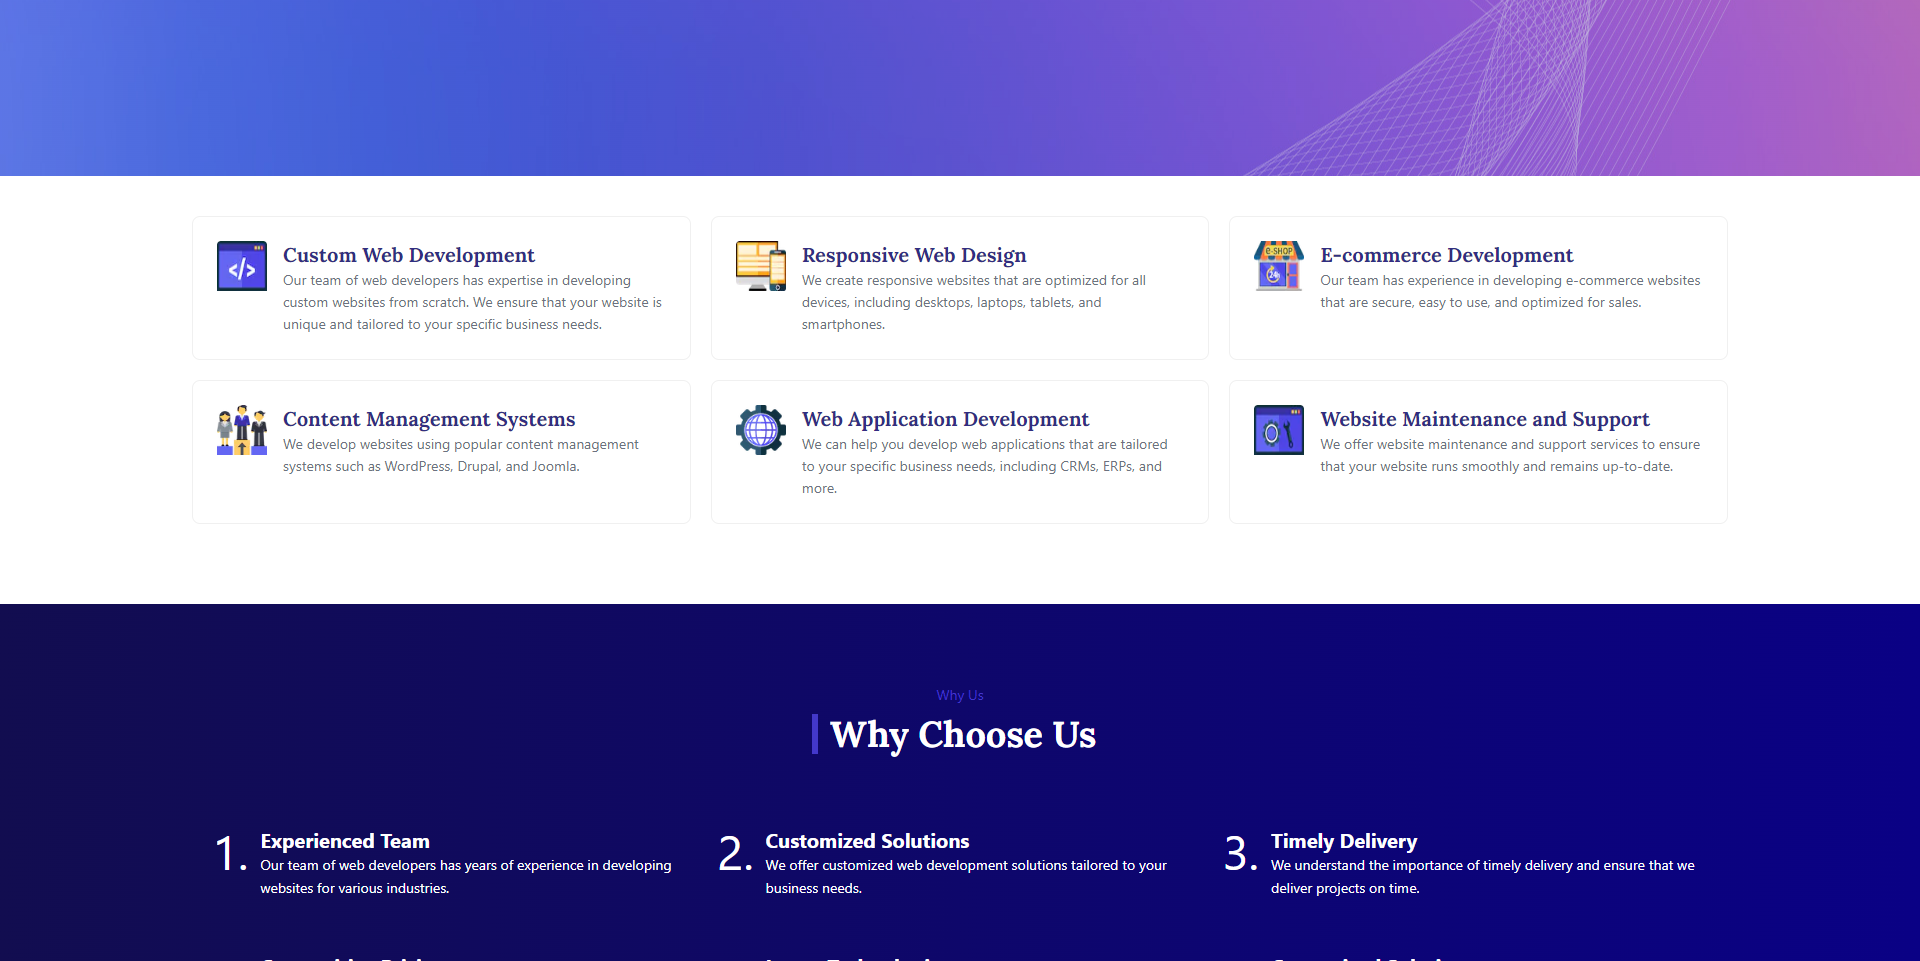 Custom Web Development
Our team of web developers has expertise in developing
custom websites from scratch. We ensure that your website is
unique and tailored to your specific business needs.
Responsive Web Design
We create responsive websites that are optimized for all
devices, including desktops, laptops, tablets, and
smartphones.
E-SHOP
24
E-commerce Development
Our team has experience in developing e-commerce websites
that are secure, easy to use, and optimized for sales.
Content Management Systems
We develop websites using popular content management
systems such as WordPress, Drupal, and Joomla.
Web Application Development
We can help you develop web applications that are tailored
to your specific business needs, including CRMs, ERPs, and
more.
Website Maintenance and Support
We offer website maintenance and support services to ensure
that your website runs smoothly and remains up-to-date.
Why Us
Why Choose Us
1. Experienced Team
Our team of web developers has years of experience in developing
websites for various industries.
2. Customized Solutions
We offer customized web development solutions tailored to your
business needs.
3. Timely Delivery
We understand the importance of timely delivery and ensure that we
deliver projects on time.